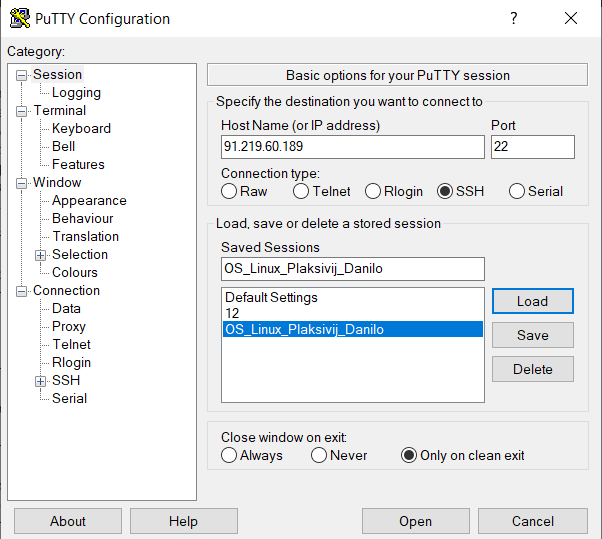 PuTTY Configuration
?
Category:
Session
Logging
Terminal
Keyboard
Bell
Features
Window
Appearance
Behaviour
Translation
Selection
Colours
Connection
Data
Proxy
Telnet
Rlogin
SSH
Serial
Basic options for your PuTTY session
Specify the destination you want to connect to
Host Name (or IP address) Port
91.219.60.189 22
Connection type:
Raw Telnet Rlogin SSH Serial
Load, save or delete a stored session
Saved Sessions
OS_Linux_Plaksivij_Danilo
Default Settings
12
OS_Linux_Plaksivij_Danilo
Load
Save
Delete
Close window on exit:
Always Never Only on clean exit
About Help Open Cancel